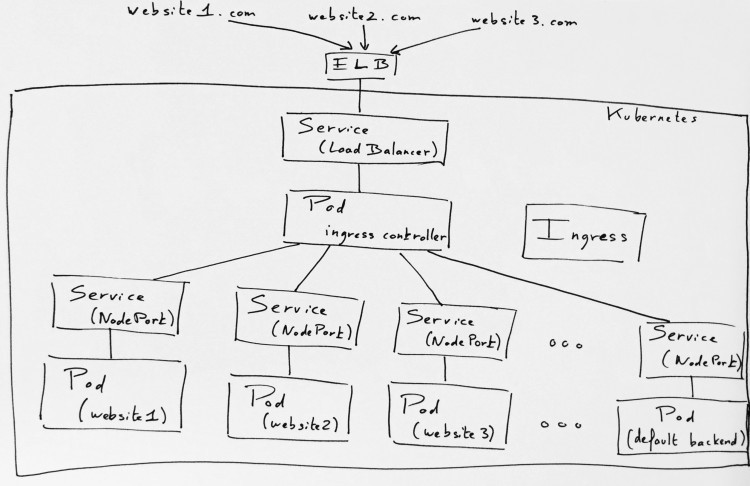 website1.com
website2.com
website3.com
ELB
Kubernetes
Service
(Load Balancer)
Pod
ingress controller
Ingress
Service
(NodePort)
Service
(NodePort)
Service
(NodePort)
ooo
Service
(NodePort)
Pod
(website1)
Pod
(website2)
Pod
(website3)
ooo
Pod
(default backend)